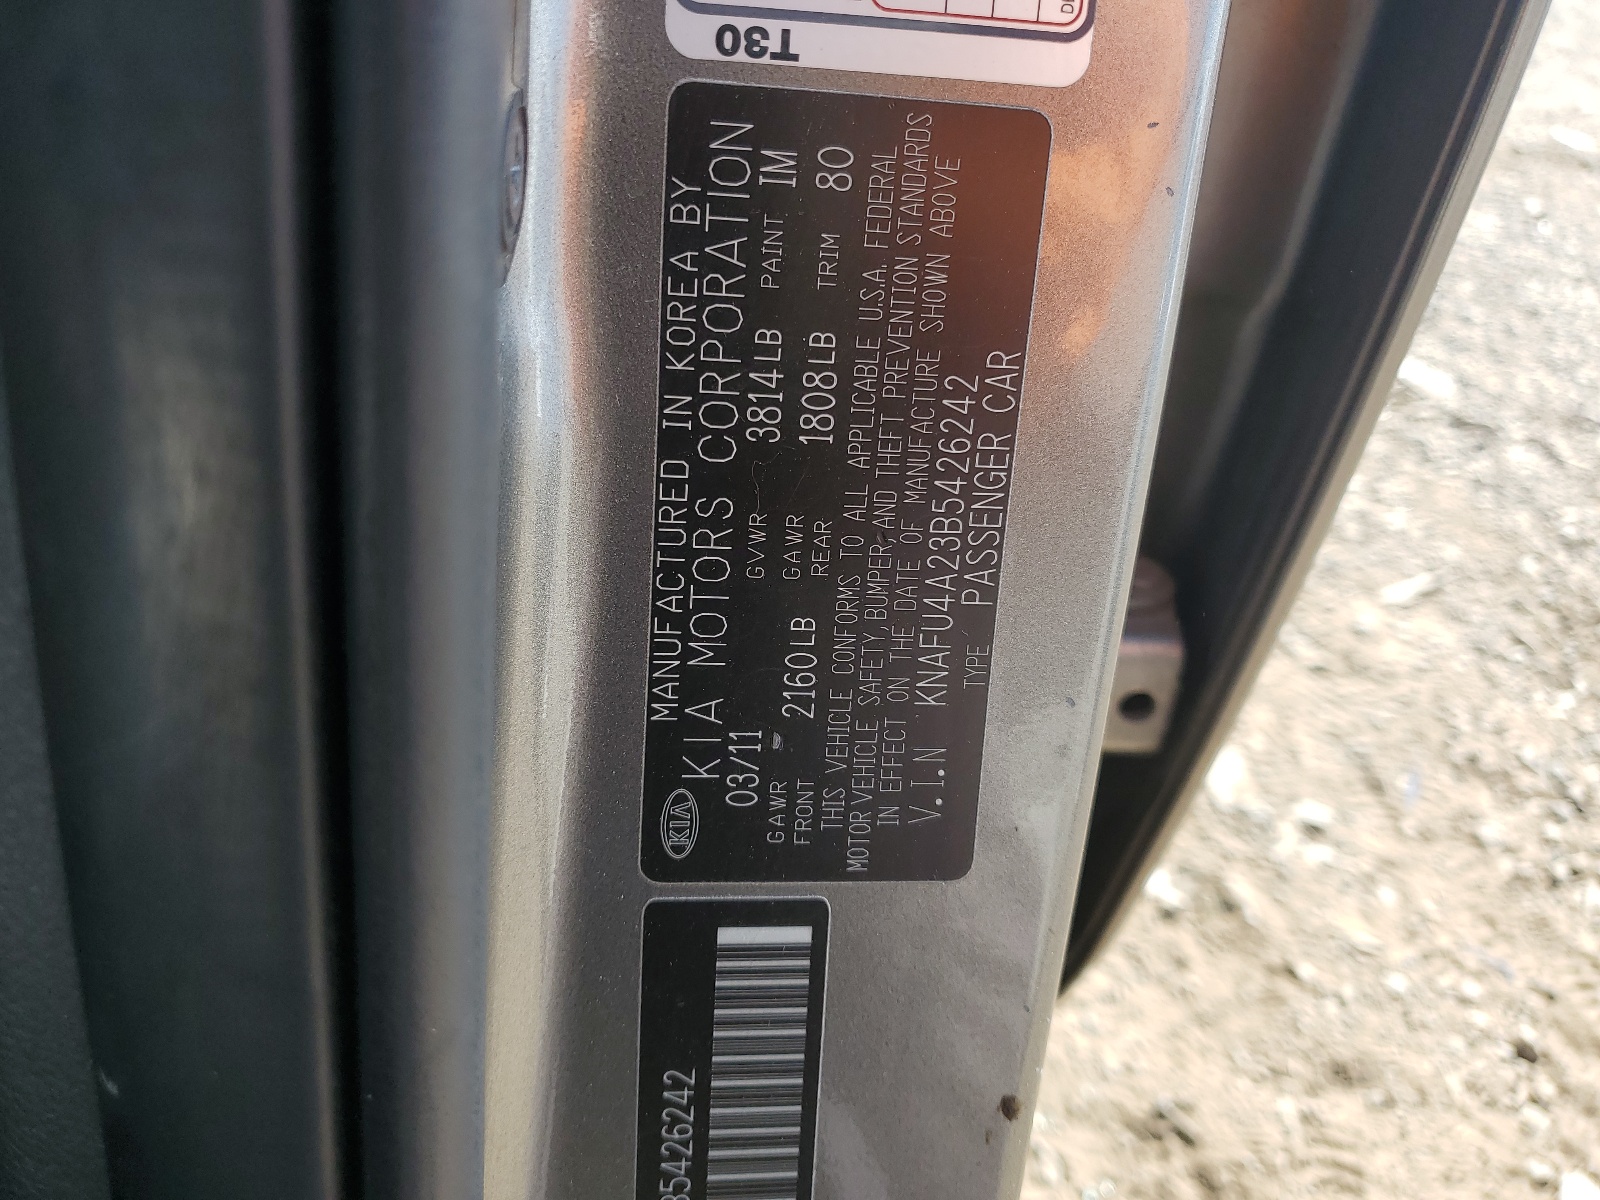 T30
KIA
MANUFACTURED IN KOREA BY
KIA MOTORS CORPORATION
03/11 GVWR 3814LB PAINT IM
GAWR FRONT 2160LB GAWR REAR 1808LB TRIM 80
THIS VEHICLE CONFORMS TO ALL APPLICABLE U.S.A. FEDERAL
MOTOR VEHICLE SAFETY, BUMPER, AND THEFT PREVENTION STANDARDS
IN EFFECT ON THE DATE OF MANUFACTURE SHOWN ABOVE
V.I.N KNAFU4A23B5426242
TYPE PASSENGER CAR
B5426242